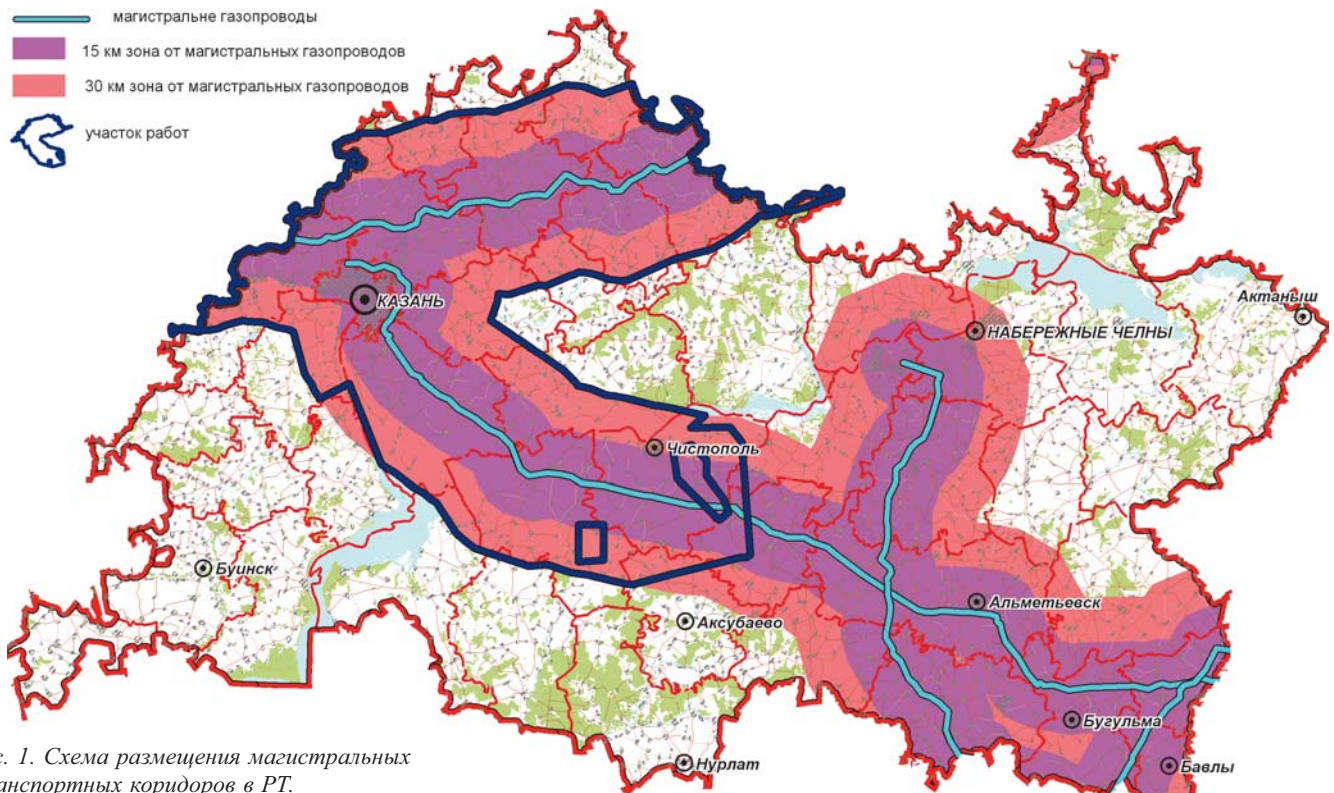 магистральне газопроводы
15 км зона от магистральных газопроводов
30 км зона от магистральных газопроводов
участок работ
КАЗАНЬ
Актаныш
НАБЕРЕЖНЫЕ ЧЕЛНЫ
Чистополь
Буинск
Альметьевск
Аксубаево
Бугульма
Нурлат
Бавлы
с. 1. Схема размещения магистральных
анспортных коридоров в РТ.